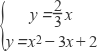 y = 2/3 x
y = x² − 3x + 2